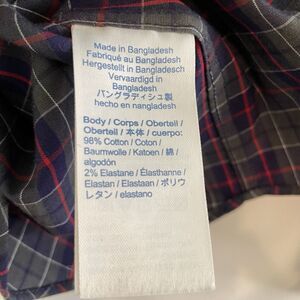 Made in Bangladesh
Fabriqué au Bangladesh
Hergestellt in Bangladesch
Vervaardigd in
Bangladesh
バングラディシュ製
hecho en nangladesh
Body / Corps / Oberteil /
Oberteil / 本体 / cuerpo:
98% Cotton / Coton /
Baumwolle / Katoen / 綿 /
algodón
2% Elastane / Élasthanne /
Elastan / Elastaan / ポリウ
レタン / elastano